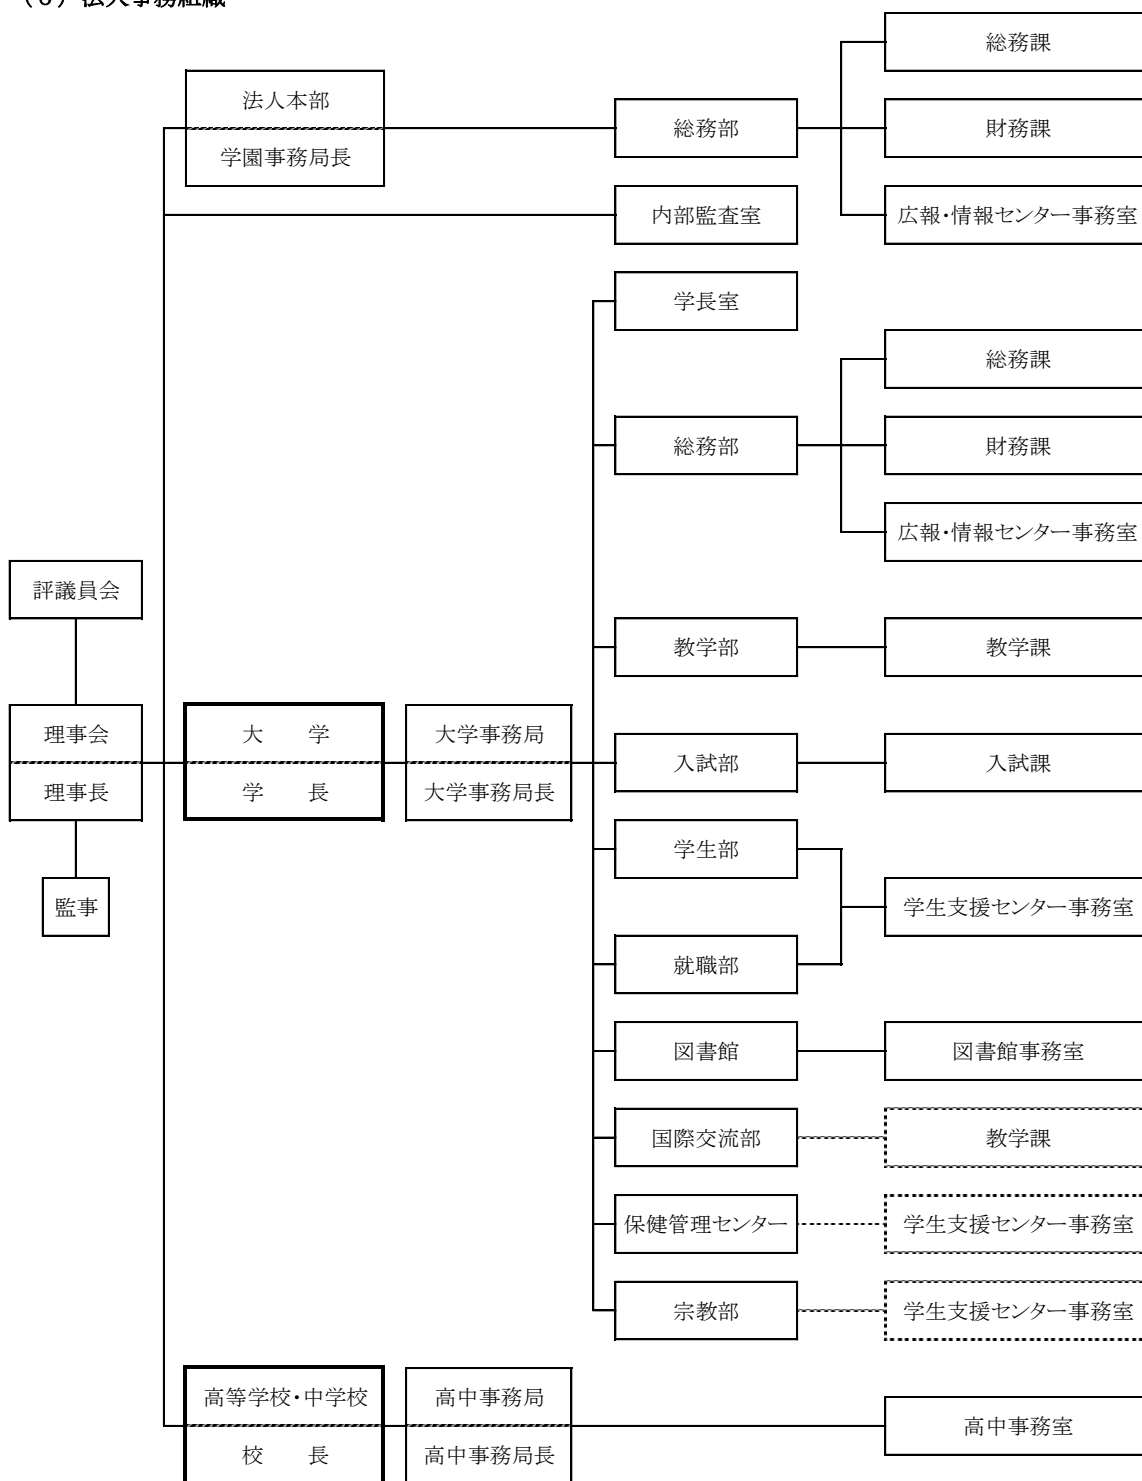 法人事務組織
総務課
法人本部
学園事務局長
総務部
財務課
内部監査室
広報・情報センター事務室
学長室
総務課
総務部
財務課
広報・情報センター事務室
評議員会
教学部
教学課
理事会
理事長
大　学
学　長
大学事務局
大学事務局長
入試部
入試課
学生部
監事
学生支援センター事務室
就職部
図書館
図書館事務室
国際交流部
教学課
保健管理センター
学生支援センター事務室
宗教部
学生支援センター事務室
高等学校・中学校
校　長
高中事務局
高中事務局長
高中事務室